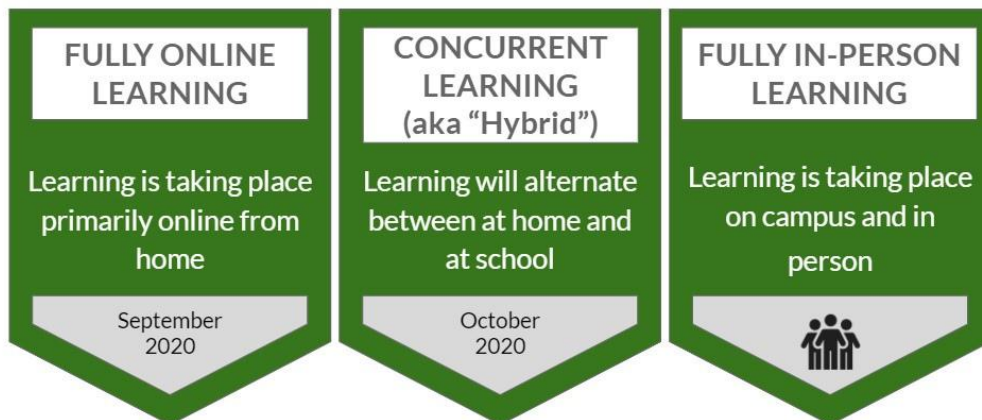 FULLY ONLINE
LEARNING
Learning is taking place
primarily online from
home
September
2020
CONCURRENT
LEARNING
(aka “Hybrid”)
Learning will alternate
between at home and
at school
October
2020
FULLY IN-PERSON
LEARNING
Learning is taking place
on campus and in
person